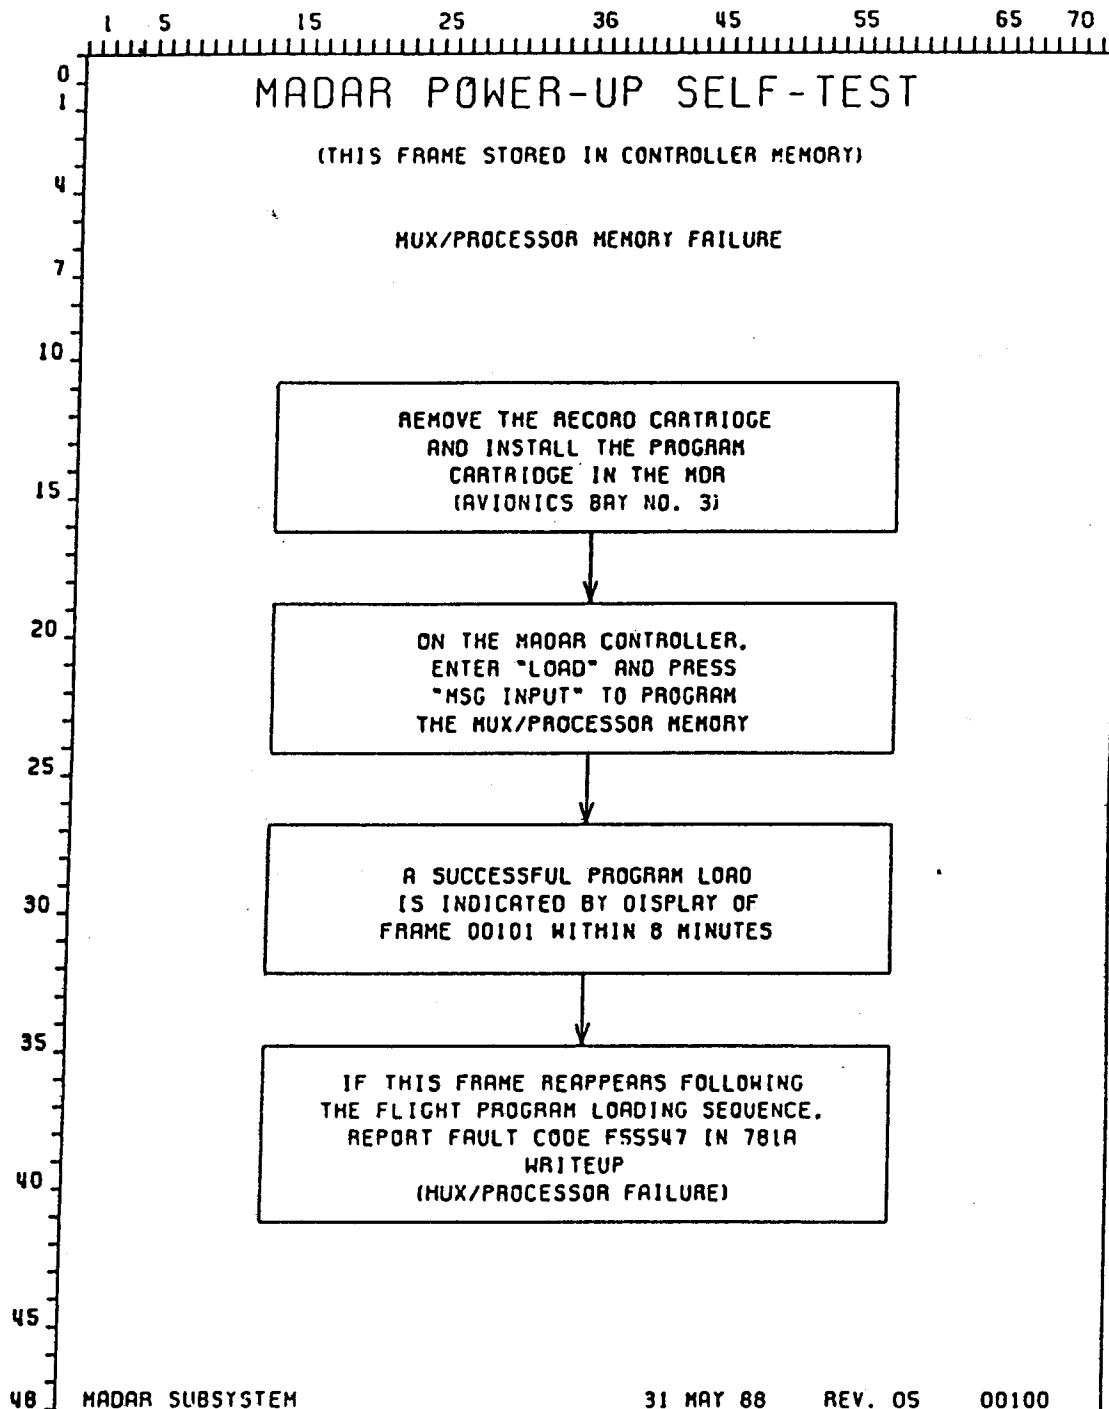 1 5 15 25 36 45 55 65 70
0
1
MADAR POWER-UP SELF-TEST
(THIS FRAME STORED IN CONTROLLER MEMORY)
4
MUX/PROCESSOR MEMORY FAILURE
7
10
REMOVE THE RECORD CARTRIDGE
AND INSTALL THE PROGRAM
CARTRIDGE IN THE MDR
15
(AVIONICS BAY NO. 3)
20
ON THE MADAR CONTROLLER,
ENTER "LOAD" AND PRESS
"MSG INPUT" TO PROGRAM
THE MUX/PROCESSOR MEMORY
25
A SUCCESSFUL PROGRAM LOAD
IS INDICATED BY DISPLAY OF
30
FRAME 00101 WITHIN 8 MINUTES
35
IF THIS FRAME REAPPEARS FOLLOWING
THE FLIGHT PROGRAM LOADING SEQUENCE,
REPORT FAULT CODE F55547 IN 781A
WRITEUP
40
(MUX/PROCESSOR FAILURE)
45
48 MADAR SUBSYSTEM 31 MAY 88 REV. 05 00100